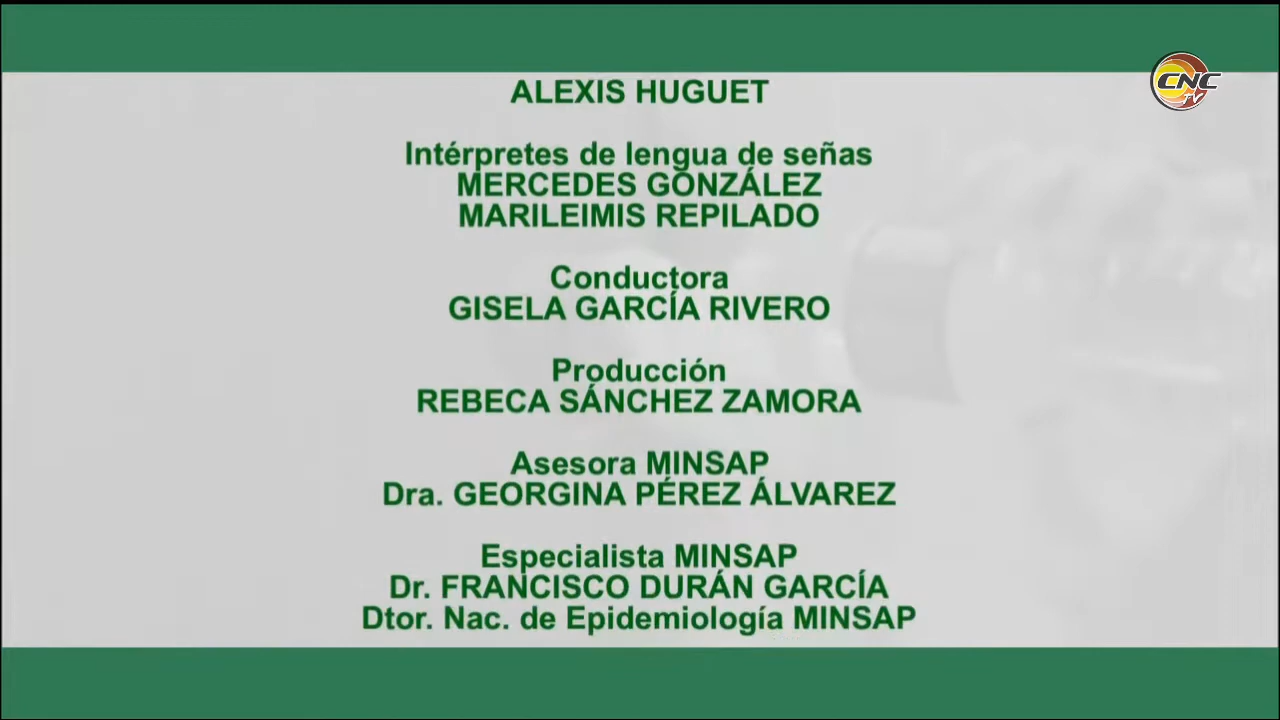 CNC
TV
ALEXIS HUGUET
Intérpretes de lengua de señas
MERCEDES GONZÁLEZ
MARILEIMIS REPILADO
Conductora
GISELA GARCÍA RIVERO
Producción
REBECA SÁNCHEZ ZAMORA
Asesora MINSAP
Dra. GEORGINA PÉREZ ÁLVAREZ
Especialista MINSAP
Dr. FRANCISCO DURÁN GARCÍA
Dtor. Nac. de Epidemiología MINSAP